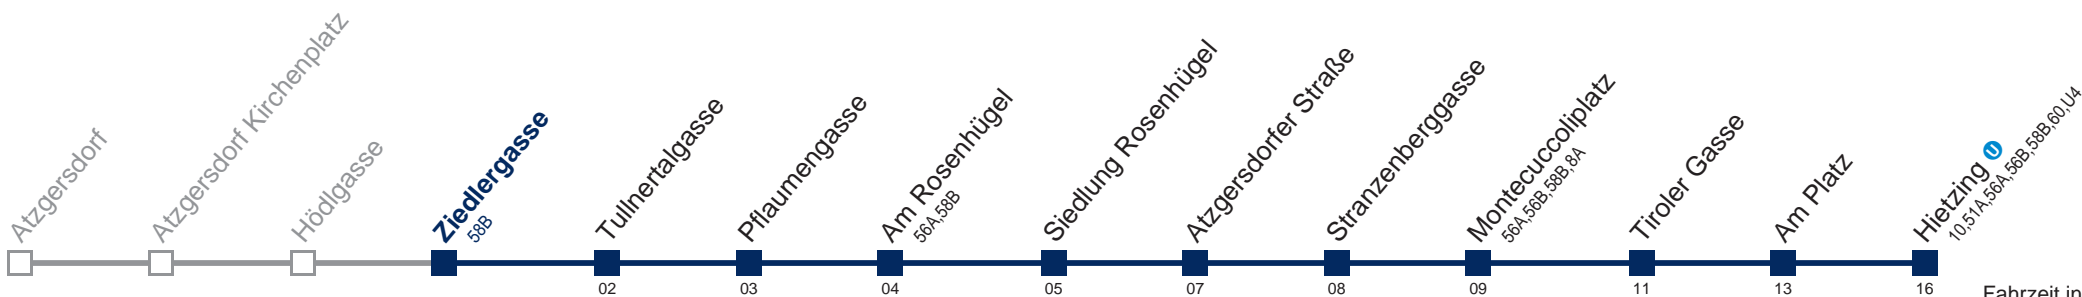 Atzgersdorf
Atzgersdorf Kirchenplatz
Hödlgasse
Ziedlergasse
58B
Tullnertalgasse
Pflaumengasse
Am Rosenhügel
56A,58B
Siedlung Rosenhügel
Atzgersdorfer Straße
Stranzenberggasse
Montecuccoliplatz
56A,56B,58B,8A
Tiroler Gasse
Am Platz
Hietzing U
10,51A,56A,56B,58B,60,U4
02 03 04 05 07 08 09 11 13 16 Fahrzeit in